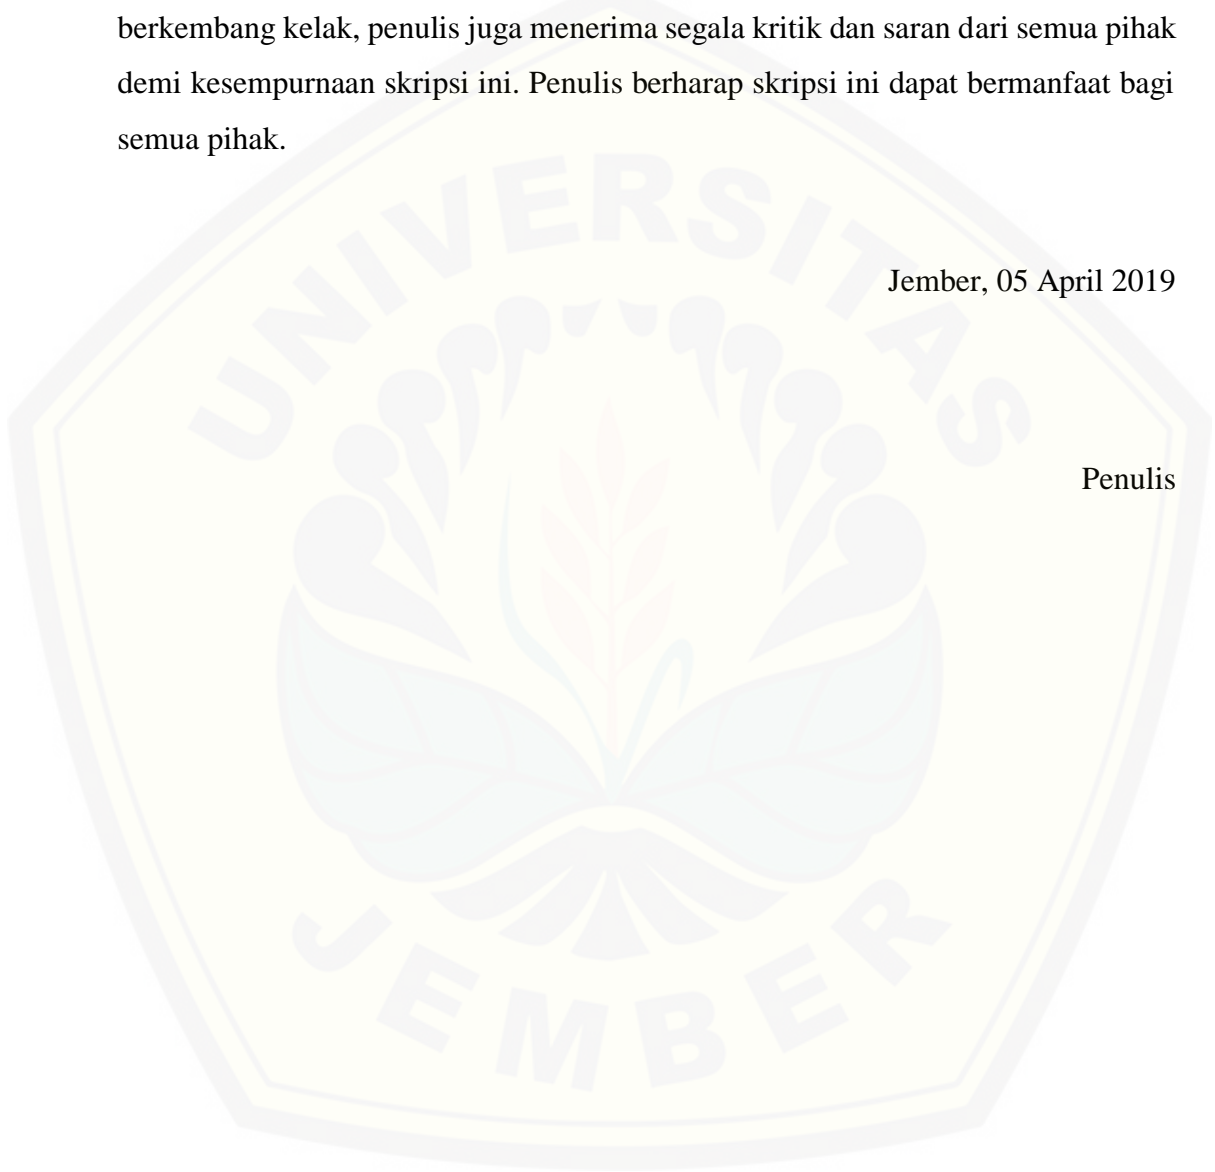 berkembang kelak, penulis juga menerima segala kritik dan saran dari semua pihak
demi kesempurnaan skripsi ini. Penulis berharap skripsi ini dapat bermanfaat bagi
semua pihak.
UNIVERSITAS
Jember, 05 April 2019
Penulis
JEMBER